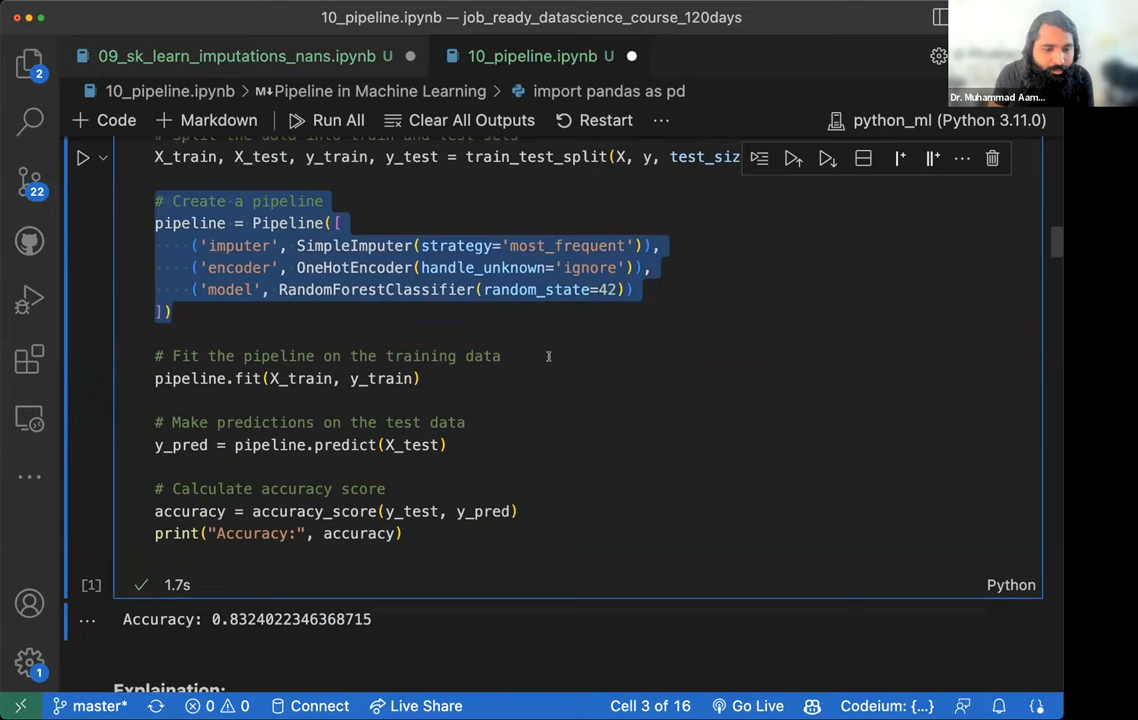 10_pipeline.ipynb — job_ready_datascience_course_120days
09_sk_learn_imputations_nans.ipynb U
10_pipeline.ipynb U
10_pipeline.ipynb > M↓Pipeline in Machine Learning > import pandas as pd
+ Code + Markdown Run All Clear All Outputs Restart ... python_ml (Python 3.11.0)
Dr. Muhammad Aam...
2
22
1
# Split the data into train and test sets
X_train, X_test, y_train, y_test = train_test_split(X, y, test_siz
# Create a pipeline
pipeline = Pipeline([
····('imputer', SimpleImputer(strategy='most_frequent')),
····('encoder', OneHotEncoder(handle_unknown='ignore')),
····('model', RandomForestClassifier(random_state=42))
])
# Fit the pipeline on the training data
pipeline.fit(X_train, y_train)
# Make predictions on the test data
y_pred = pipeline.predict(X_test)
# Calculate accuracy score
accuracy = accuracy_score(y_test, y_pred)
print("Accuracy:", accuracy)
[1] ✓ 1.7s Python
... Accuracy: 0.8324022346368715
Explaination:
master* 0 0 Connect Live Share Cell 3 of 16 Go Live Codeium: {...}